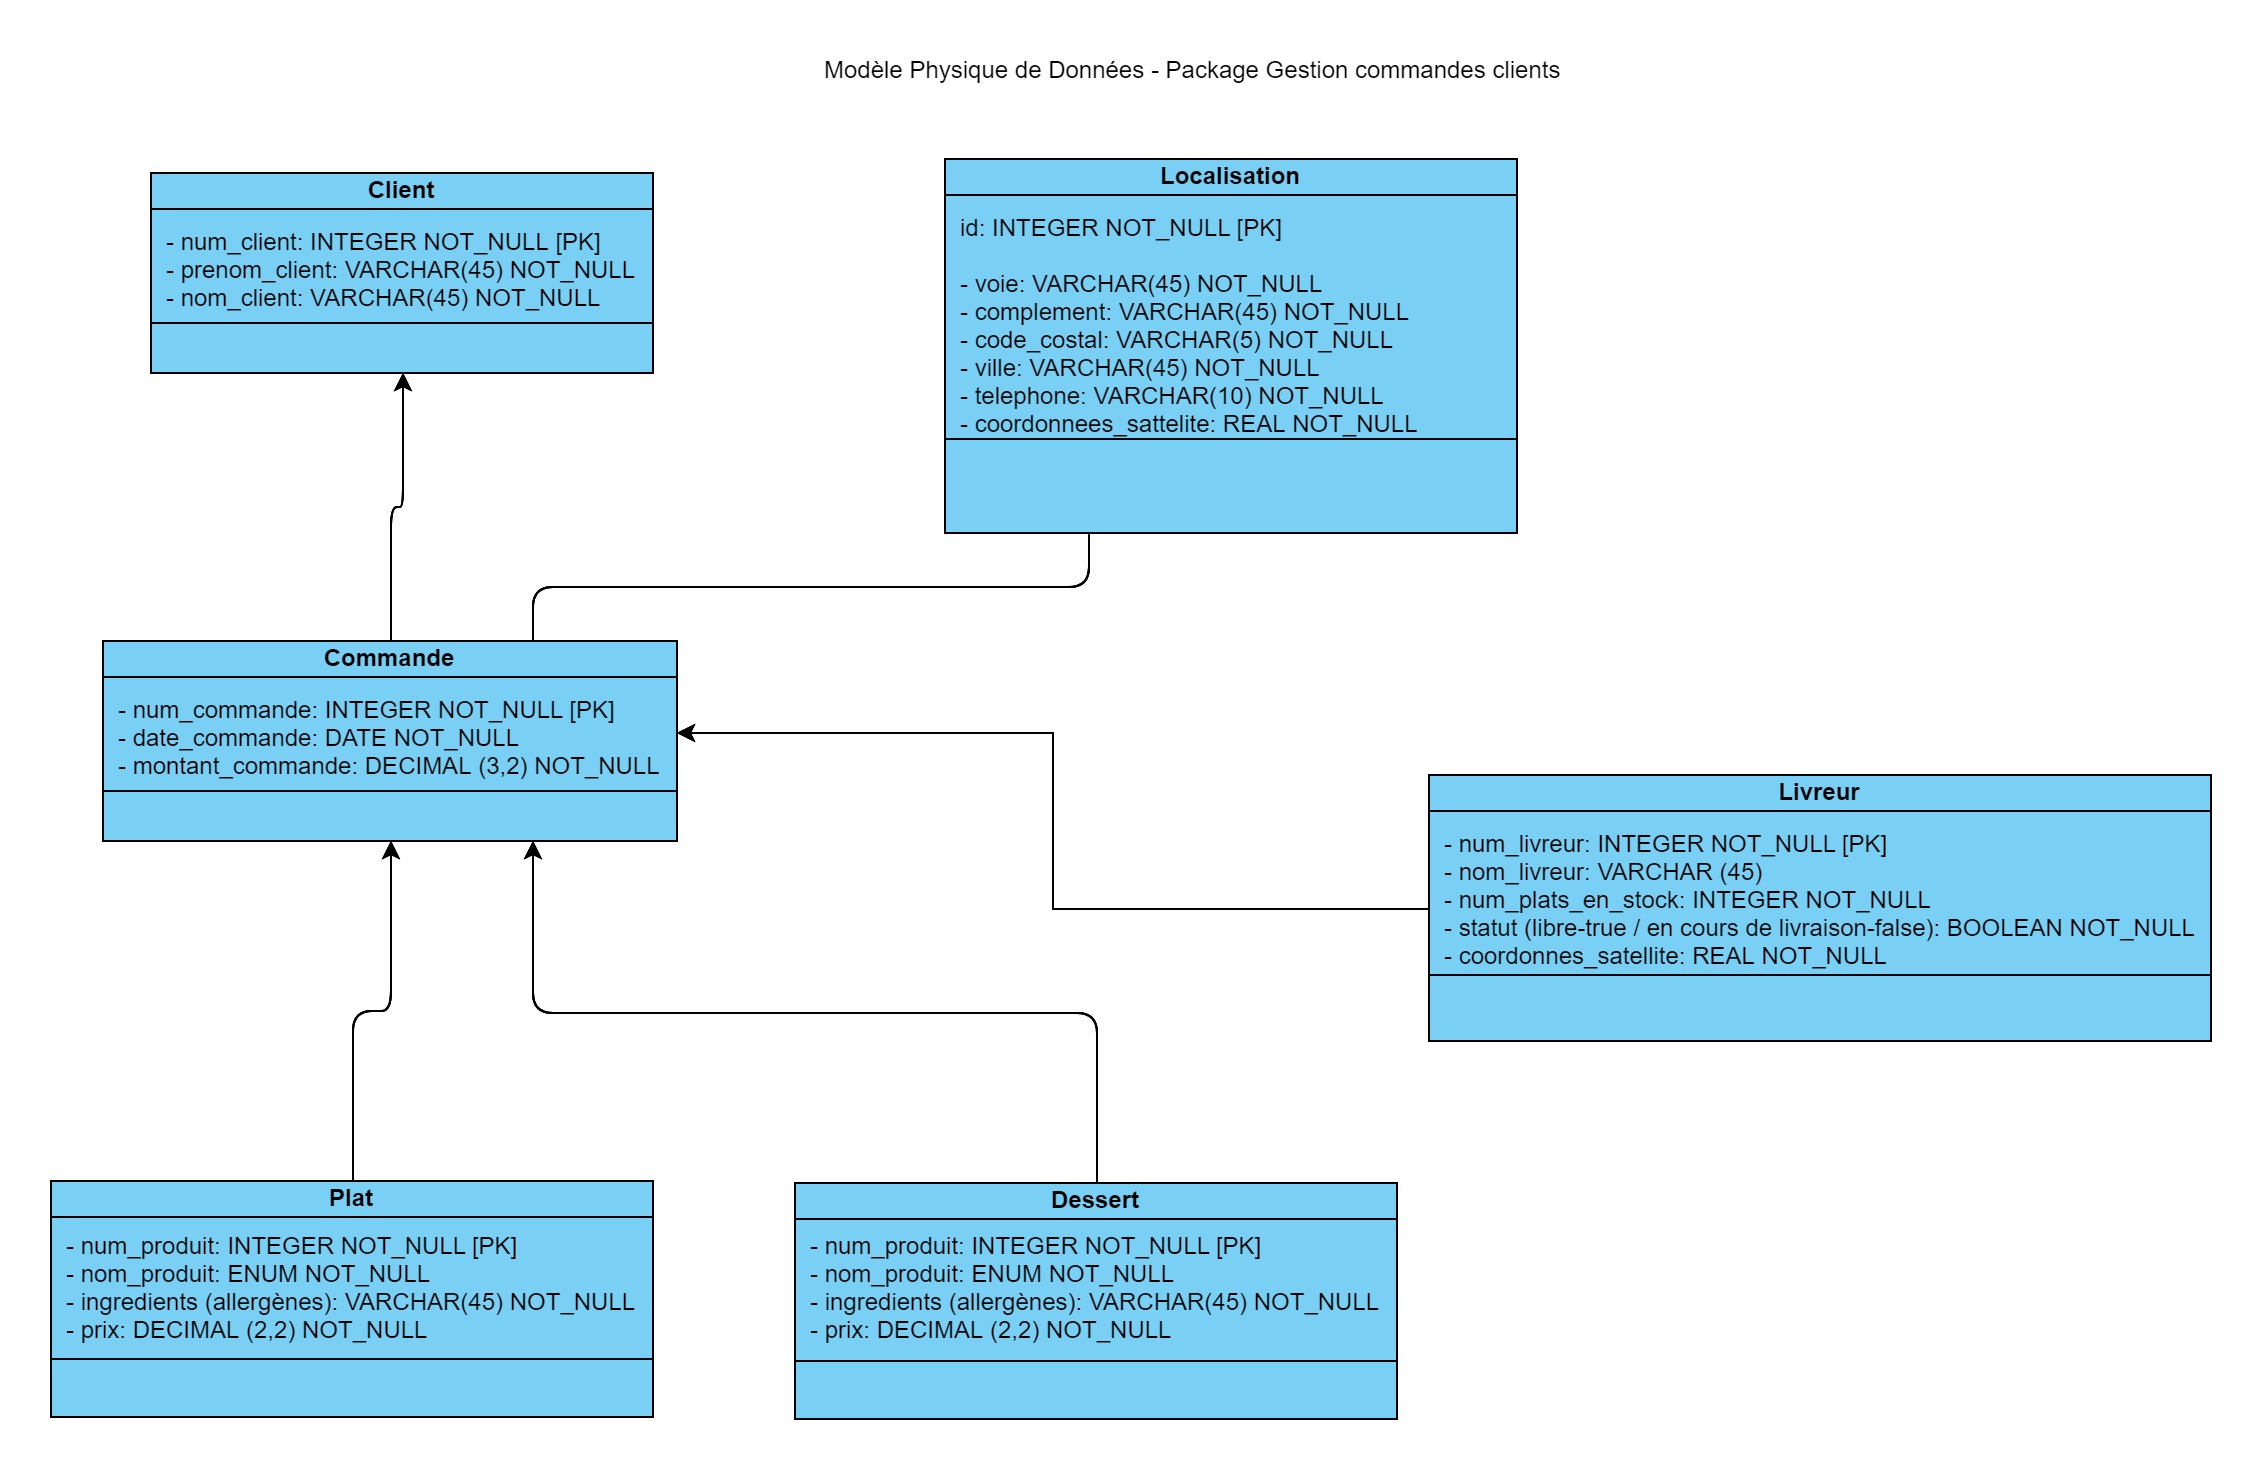 Modèle Physique de Données - Package Gestion commandes clients
Client
- num_client: INTEGER NOT_NULL [PK]
- prenom_client: VARCHAR(45) NOT_NULL
- nom_client: VARCHAR(45) NOT_NULL
Localisation
id: INTEGER NOT_NULL [PK]
- voie: VARCHAR(45) NOT_NULL
- complement: VARCHAR(45) NOT_NULL
- code_costal: VARCHAR(5) NOT_NULL
- ville: VARCHAR(45) NOT_NULL
- telephone: VARCHAR(10) NOT_NULL
- coordonnees_sattelite: REAL NOT_NULL
Commande
- num_commande: INTEGER NOT_NULL [PK]
- date_commande: DATE NOT_NULL
- montant_commande: DECIMAL (3,2) NOT_NULL
Livreur
- num_livreur: INTEGER NOT_NULL [PK]
- nom_livreur: VARCHAR (45)
- num_plats_en_stock: INTEGER NOT_NULL
- statut (libre-true / en cours de livraison-false): BOOLEAN NOT_NULL
- coordonnes_satellite: REAL NOT_NULL
Plat
- num_produit: INTEGER NOT_NULL [PK]
- nom_produit: ENUM NOT_NULL
- ingredients (allergènes): VARCHAR(45) NOT_NULL
- prix: DECIMAL (2,2) NOT_NULL
Dessert
- num_produit: INTEGER NOT_NULL [PK]
- nom_produit: ENUM NOT_NULL
- ingredients (allergènes): VARCHAR(45) NOT_NULL
- prix: DECIMAL (2,2) NOT_NULL